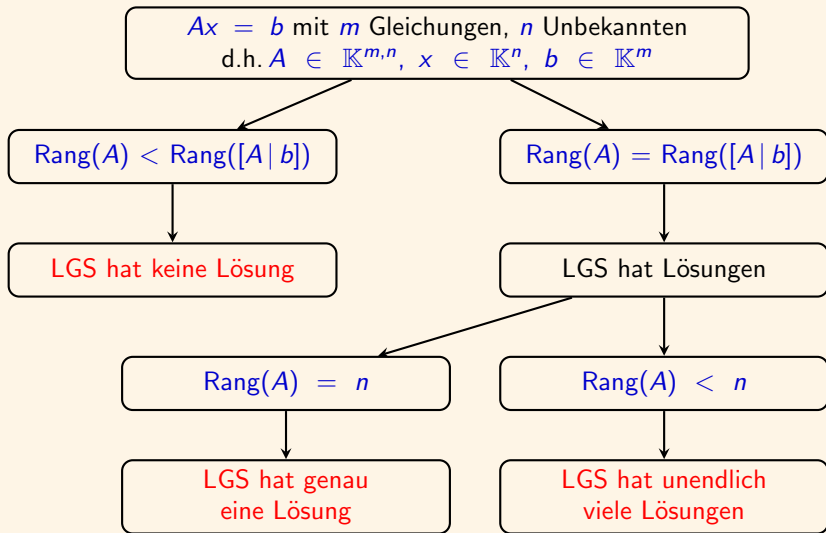 Ax = b mit m Gleichungen, n Unbekannten
d.h. A ∈ 𝕂^{m,n}, x ∈ 𝕂^n, b ∈ 𝕂^m
Rang(A) < Rang([A | b])
Rang(A) = Rang([A | b])
LGS hat keine Lösung
LGS hat Lösungen
Rang(A) = n
Rang(A) < n
LGS hat genau
eine Lösung
LGS hat unendlich
viele Lösungen